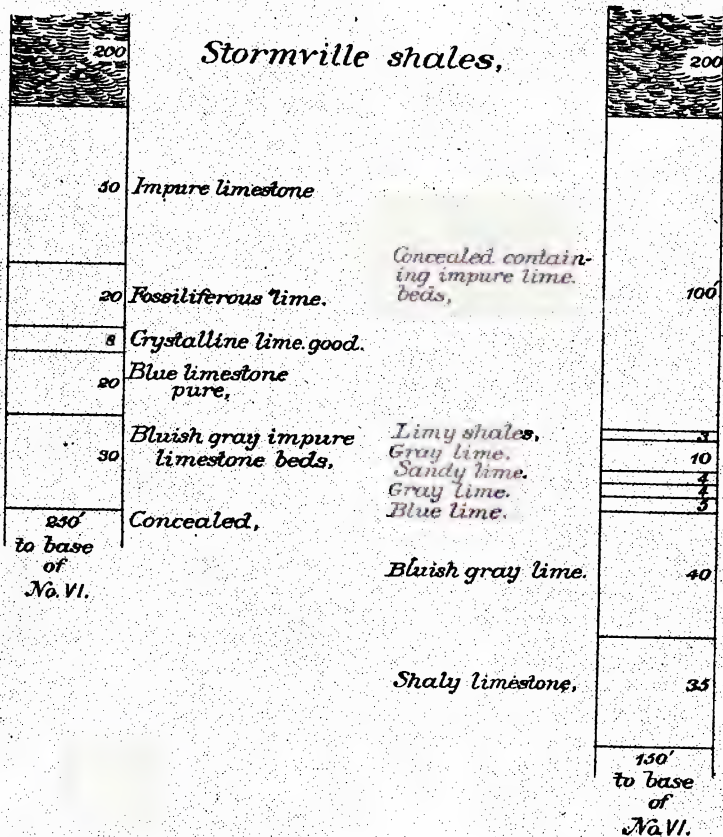 Stormville shales,
200
50 Impure limestone
20 Fossiliferous lime.
8 Crystalline lime. good.
20 Blue limestone
pure,
30 Bluish gray impure
limestone beds,
250' Concealed,
to base
of
No. VI.
200
Concealed contain-
ing impure lime.
beds, 100'
Limy shales, 3
Gray lime. 10
Sandy lime. 4
Gray lime. 4
Blue lime. 5
Bluish gray lime. 40
Shaly limestone, 35
150'
to base
of
No. VI.